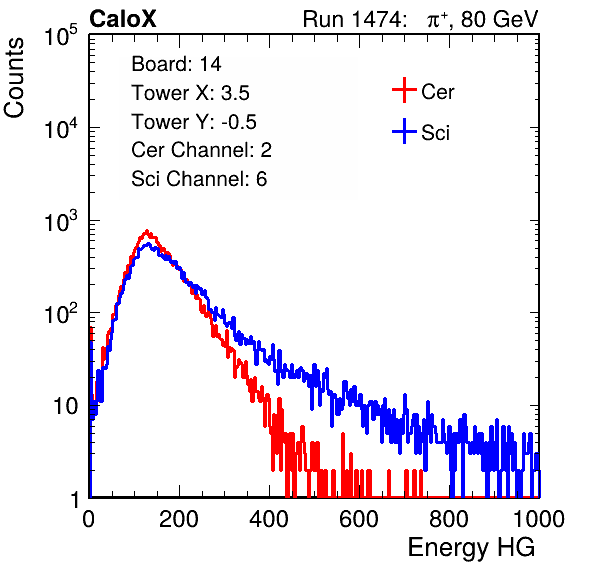 CaloX Run 1474: π⁺, 80 GeV
Counts
10⁵
10⁴
10³
10²
10
1
Board: 14
Tower X: 3.5
Tower Y: -0.5
Cer Channel: 2
Sci Channel: 6
Cer
Sci
0 200 400 600 800 1000
Energy HG